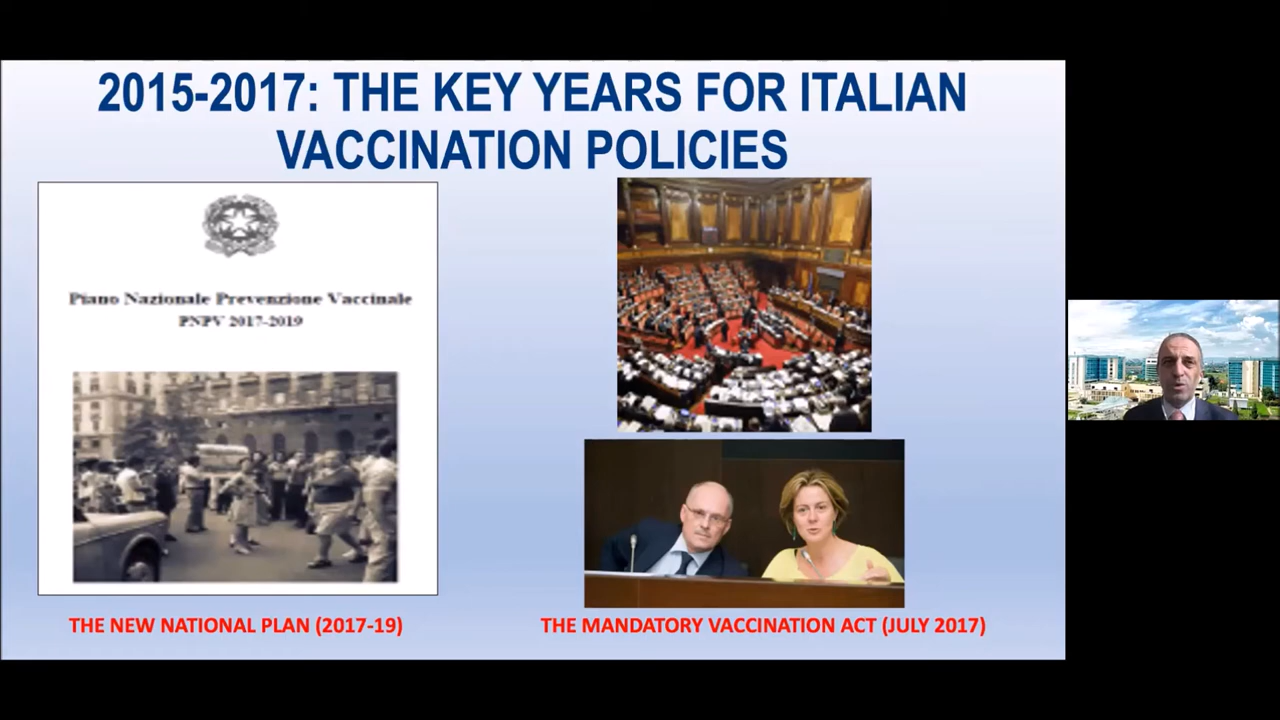 2015-2017: THE KEY YEARS FOR ITALIAN
VACCINATION POLICIES
Piano Nazionale Prevenzione Vaccinale
PNPV 2017-2019
THE NEW NATIONAL PLAN (2017-19)
THE MANDATORY VACCINATION ACT (JULY 2017)